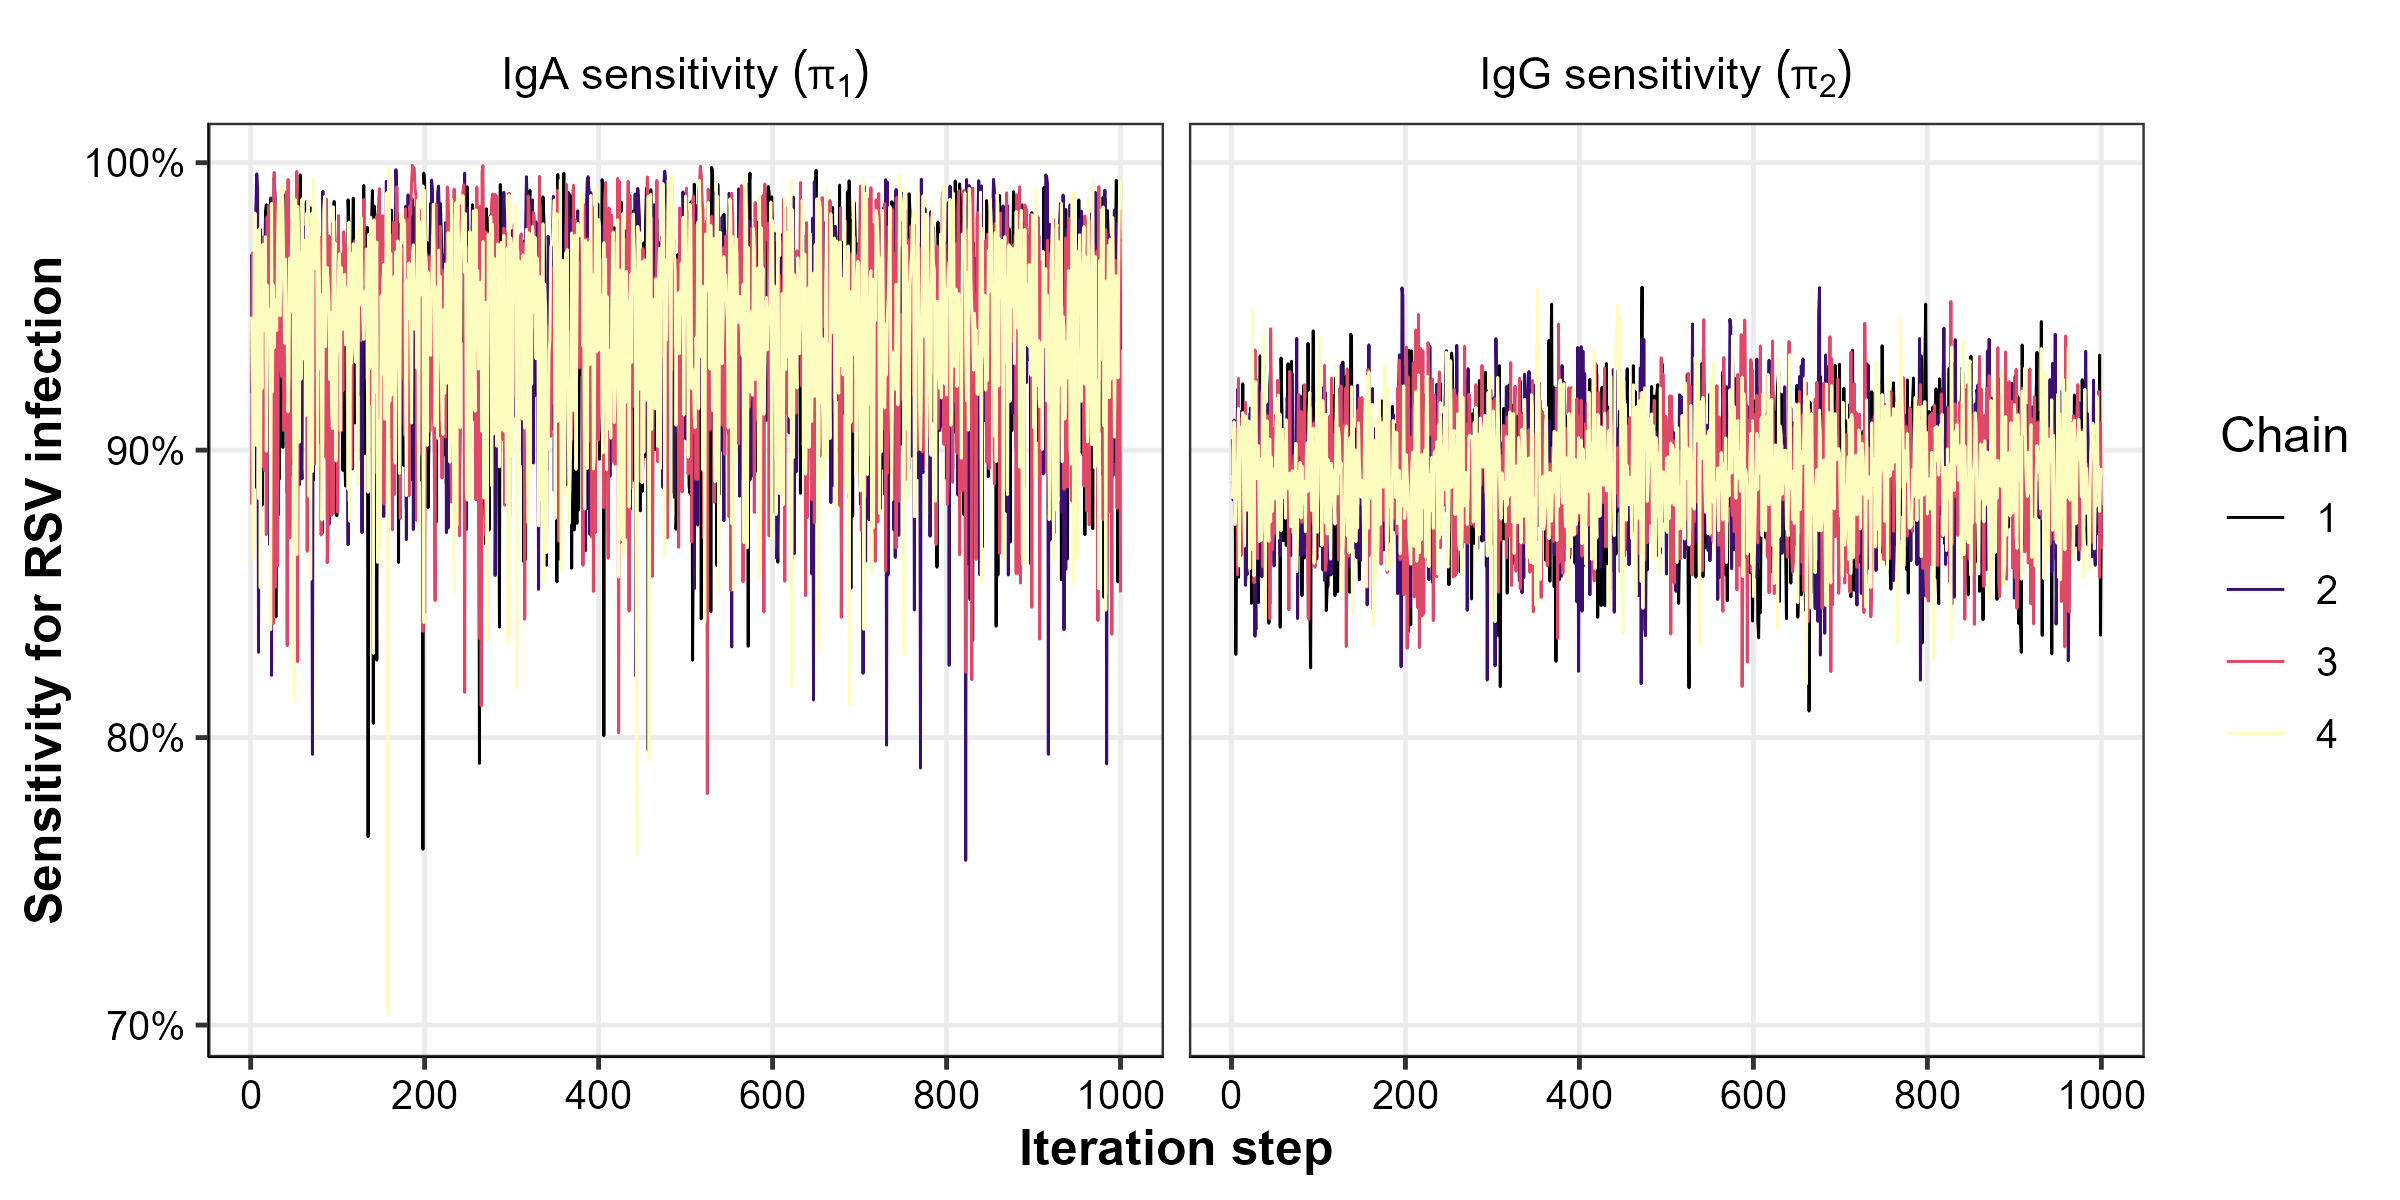 IgA sensitivity (π₁)
IgG sensitivity (π₂)
Sensitivity for RSV infection
100%
90%
80%
70%
0 200 400 600 800 1000
0 200 400 600 800 1000
Iteration step
Chain
1
2
3
4